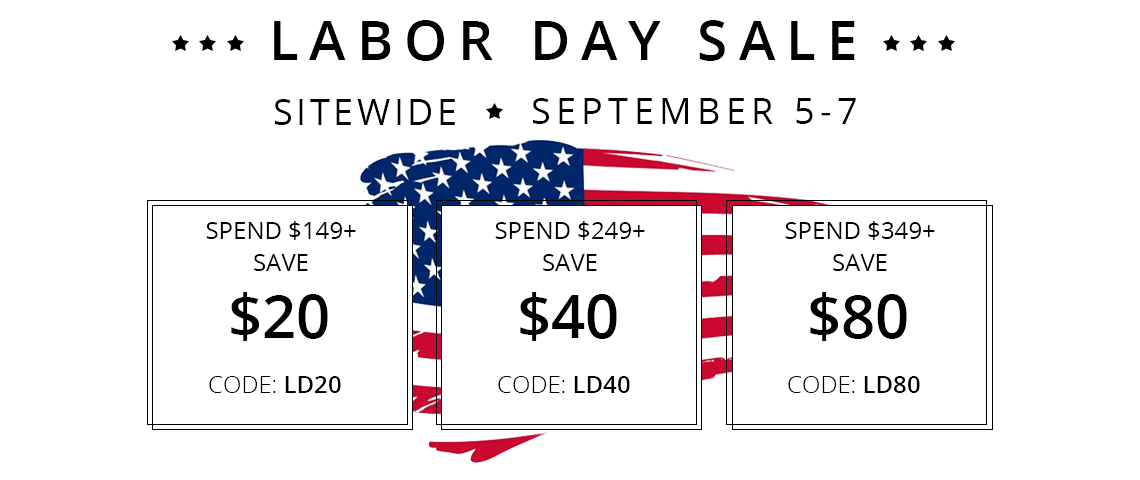 LABOR DAY SALE
SITEWIDE ★ SEPTEMBER 5-7
SPEND $149+
SAVE
$20
CODE: LD20
SPEND $249+
SAVE
$40
CODE: LD40
SPEND $349+
SAVE
$80
CODE: LD80